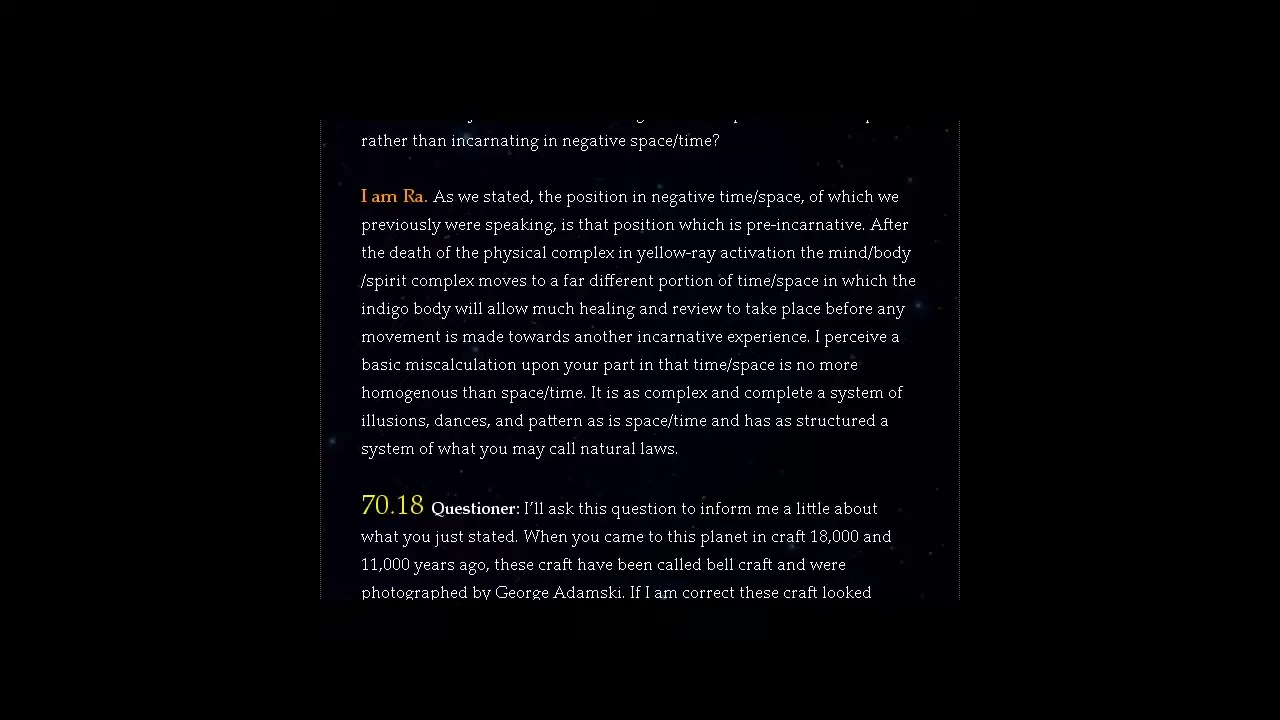 rather than incarnating in negative space/time?
I am Ra. As we stated, the position in negative time/space, of which we
previously were speaking, is that position which is pre-incarnative. After
the death of the physical complex in yellow-ray activation the mind/body
/spirit complex moves to a far different portion of time/space in which the
indigo body will allow much healing and review to take place before any
movement is made towards another incarnative experience. I perceive a
basic miscalculation upon your part in that time/space is no more
homogenous than space/time. It is as complex and complete a system of
illusions, dances, and pattern as is space/time and has as structured a
system of what you may call natural laws.
70.18 Questioner: I'll ask this question to inform me a little about
what you just stated. When you came to this planet in craft 18,000 and
11,000 years ago, these craft have been called bell craft and were
photographed by George Adamski. If I am correct these craft looked